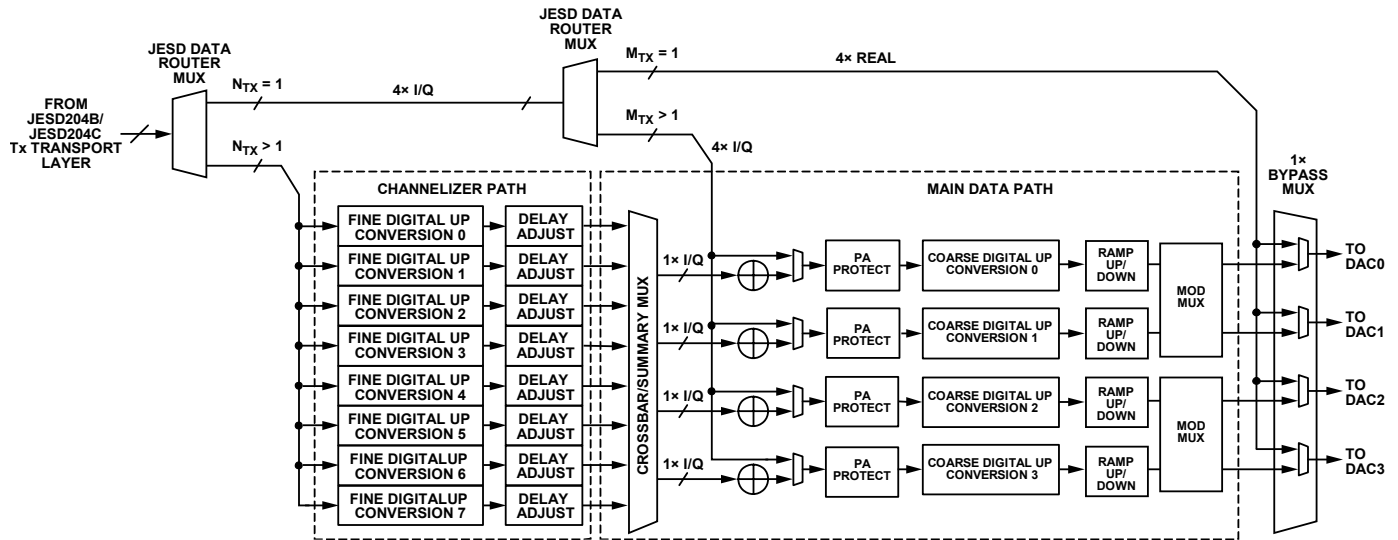 JESD DATA
ROUTER
MUX
JESD DATA
ROUTER
MUX
FROM
JESD204B/
JESD204C
Tx TRANSPORT
LAYER
NTX = 1
NTX > 1
4× I/Q
MTX = 1
MTX > 1
4× I/Q
4× REAL
1×
BYPASS
MUX
CHANNELIZER PATH
MAIN DATA PATH
FINE DIGITAL UP
CONVERSION 0
DELAY
ADJUST
FINE DIGITAL UP
CONVERSION 1
DELAY
ADJUST
FINE DIGITAL UP
CONVERSION 2
DELAY
ADJUST
FINE DIGITAL UP
CONVERSION 3
DELAY
ADJUST
FINE DIGITAL UP
CONVERSION 4
DELAY
ADJUST
FINE DIGITAL UP
CONVERSION 5
DELAY
ADJUST
FINE DIGITALUP
CONVERSION 6
DELAY
ADJUST
FINE DIGITALUP
CONVERSION 7
DELAY
ADJUST
CROSSBAR/SUMMARY MUX
1× I/Q
PA
PROTECT
COARSE DIGITAL UP
CONVERSION 0
RAMP
UP/
DOWN
1× I/Q
PA
PROTECT
COARSE DIGITAL UP
CONVERSION 1
RAMP
UP/
DOWN
MOD
MUX
1× I/Q
PA
PROTECT
COARSE DIGITAL UP
CONVERSION 2
RAMP
UP/
DOWN
1× I/Q
PA
PROTECT
COARSE DIGITAL UP
CONVERSION 3
RAMP
UP/
DOWN
MOD
MUX
TO
DAC0
TO
DAC1
TO
DAC2
TO
DAC3